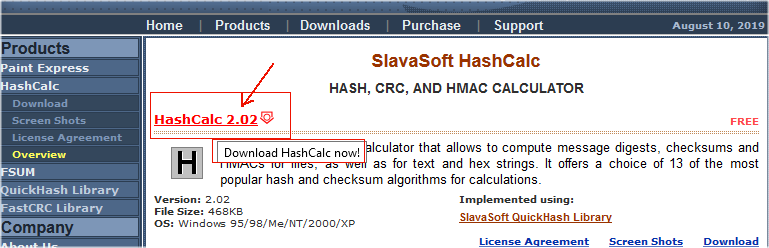 Home | Products | Downloads | Purchase | Support
August 10, 2019
Products
Paint Express
HashCalc
Download
Screen Shots
License Agreement
Overview
FSUM
QuickHash Library
FastCRC Library
Company
About Us
SlavaSoft HashCalc
HASH, CRC, AND HMAC CALCULATOR
HashCalc 2.02
FREE
Download HashCalc now!
H
alculator that allows to compute message digests, checksums and
HMACs for files, as well as for text and hex strings. It offers a choice of 13 of the most
popular hash and checksum algorithms for calculations.
Version: 2.02
File Size: 468KB
OS: Windows 95/98/Me/NT/2000/XP
Implemented using:
SlavaSoft QuickHash Library
License Agreement Screen Shots Download